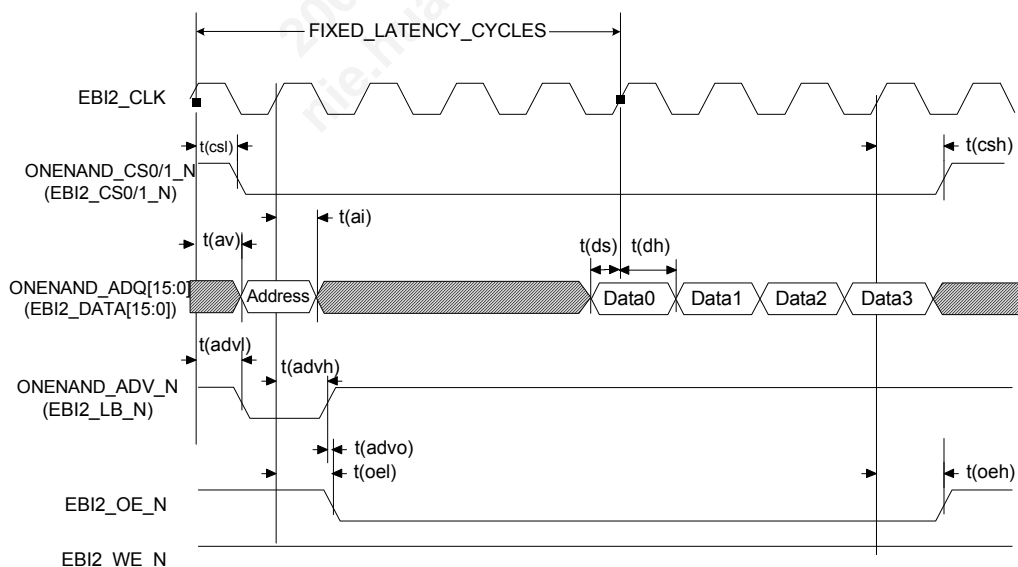 FIXED_LATENCY_CYCLES
EBI2_CLK
t(csl)
t(csh)
ONENAND_CS0/1_N
(EBI2_CS0/1_N)
t(ai)
t(av)
t(ds)
t(dh)
ONENAND_ADQ[15:0]
(EBI2_DATA[15:0])
Address
Data0
Data1
Data2
Data3
t(advl)
t(advh)
ONENAND_ADV_N
(EBI2_LB_N)
t(advo)
t(oel)
t(oeh)
EBI2_OE_N
EBI2_WE_N